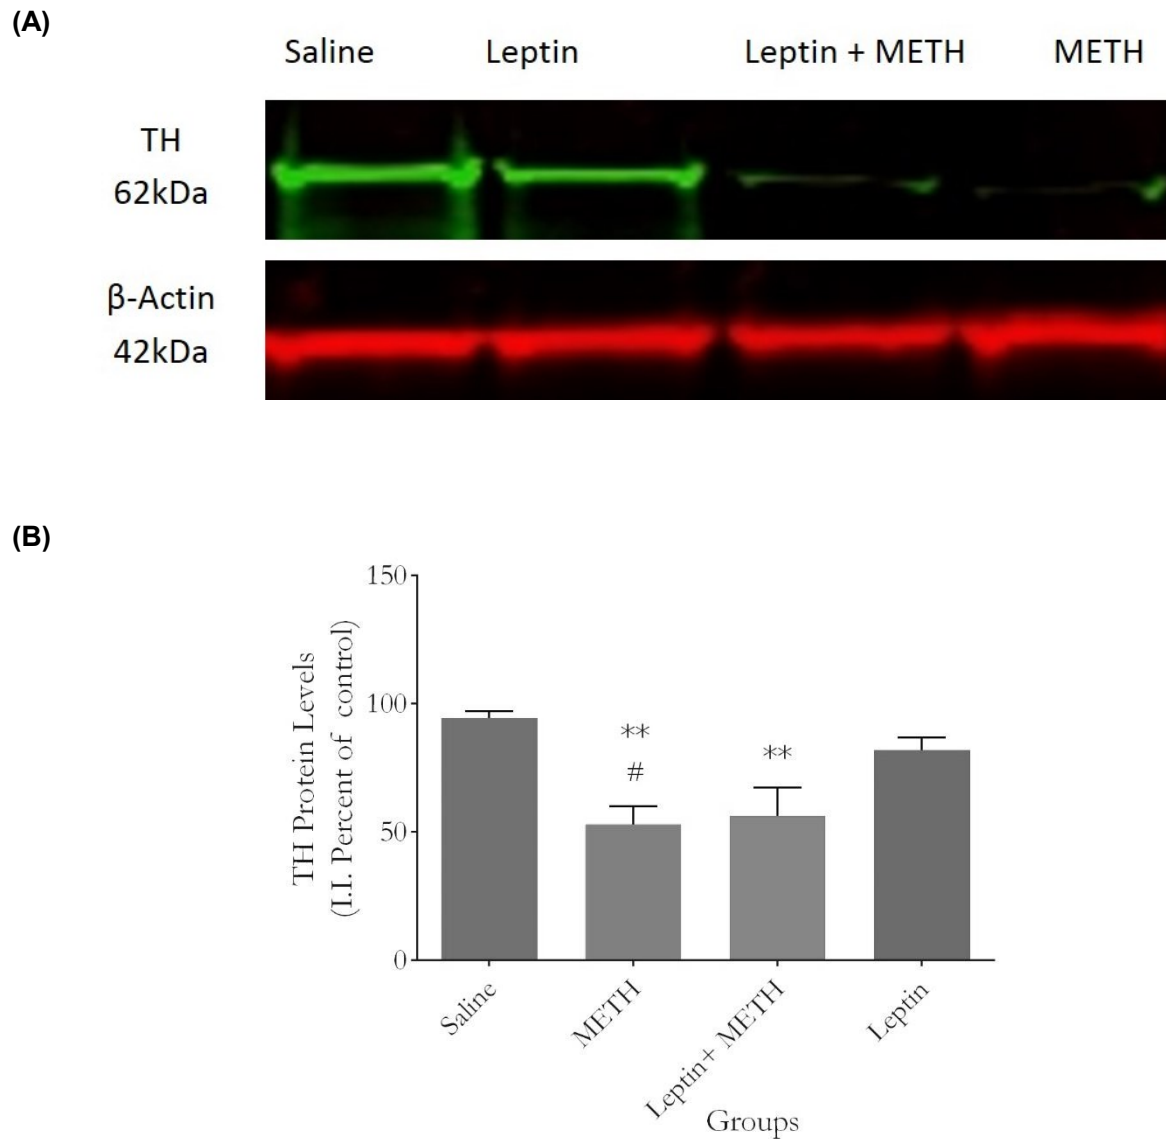 (A)
Saline Leptin Leptin + METH METH
TH
62kDa
β-Actin
42kDa
(B)
150
100
50
0
TH Protein Levels
(I.I. Percent of control)
**
#
**
Saline
METH
Leptin+ METH
Leptin
Groups